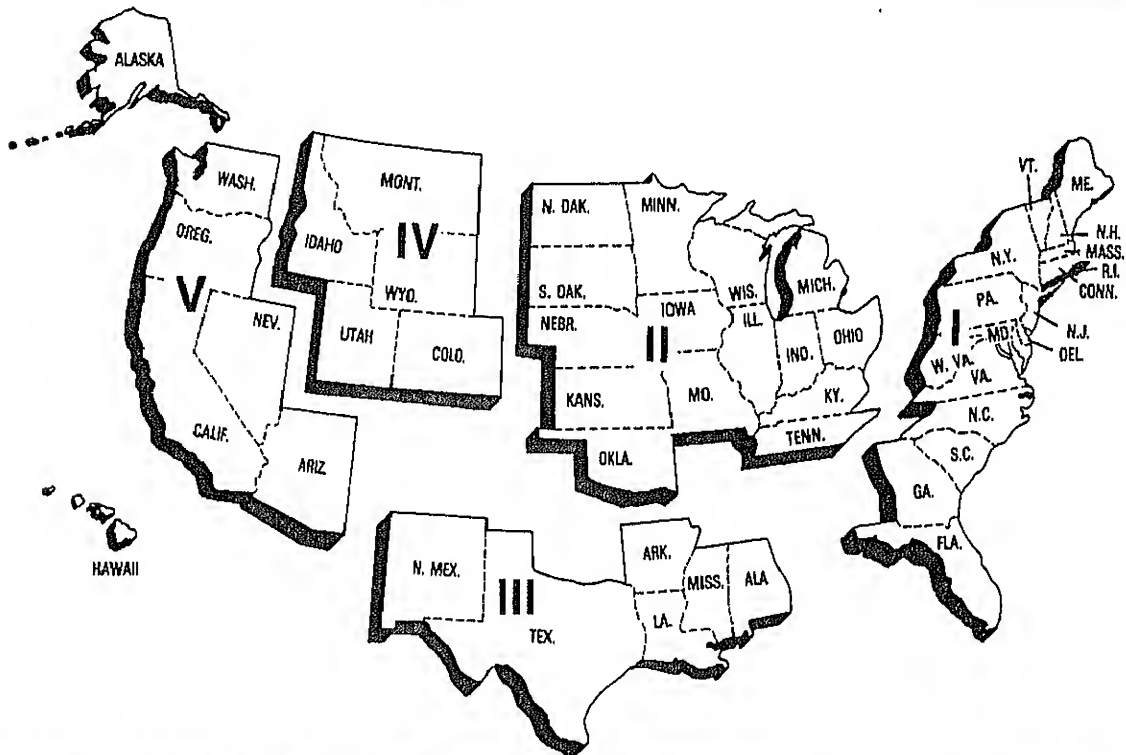 ALASKA
WASH.
OREG.
V
NEV.
CALIF.
ARIZ.
HAWAII
MONT.
IDAHO
IV
WYO.
UTAH
COLO.
N. DAK.
MINN.
S. DAK.
WIS.
MICH.
NEBR.
IOWA
II
ILL.
IND.
OHIO
KANS.
MO.
KY.
OKLA.
TENN.
N. MEX.
III
TEX.
ARK.
LA.
MISS.
ALA
VT.
ME.
N.H.
MASS.
R.I.
CONN.
N.Y.
PA.
N.J.
I
MD.
OEL.
W. VA.
VA.
N.C.
S.C.
GA.
FLA.